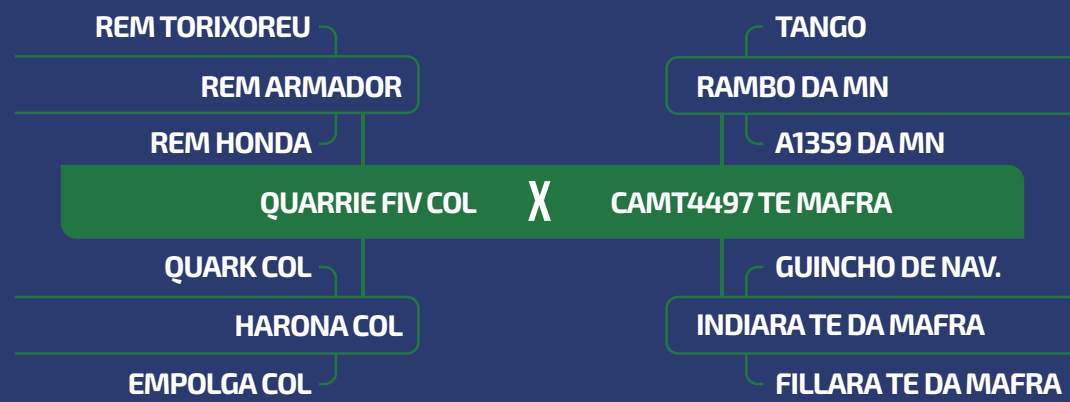 REM TORIXOREU
TANGO
REM ARMADOR
RAMBO DA MN
REM HONDA
A1359 DA MN
QUARRIE FIV COL X CAMT4497 TE MAFRA
QUARK COL
GUINCHO DE NAV.
HARONA COL
INDIARA TE DA MAFRA
EMPOLGA COL
FILLARA TE DA MAFRA